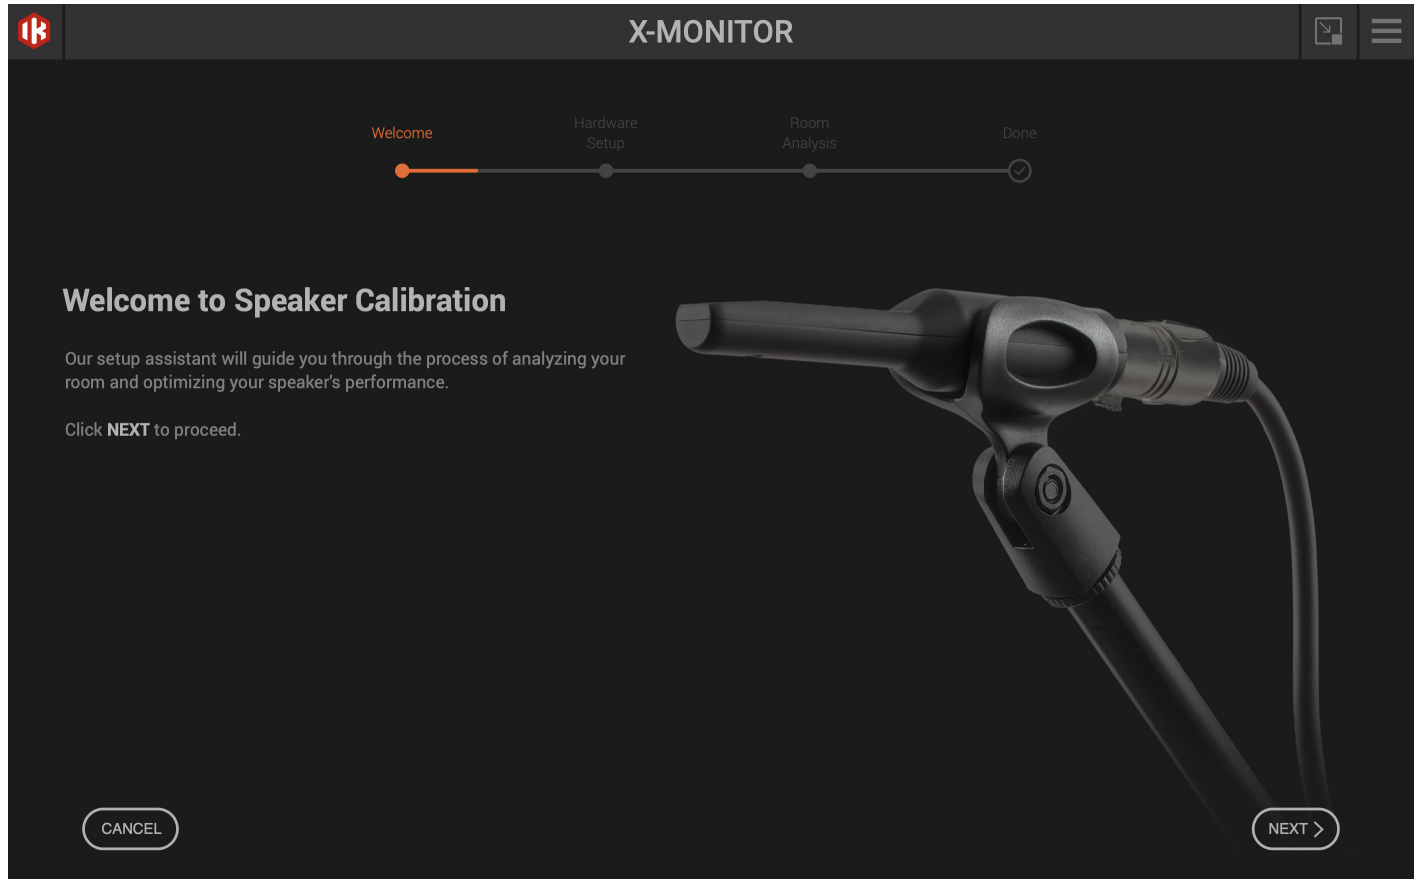 X-MONITOR
Welcome
Hardware
Setup
Room
Analysis
Done
Welcome to Speaker Calibration
Our setup assistant will guide you through the process of analyzing your
room and optimizing your speaker's performance.
Click NEXT to proceed.
CANCEL
NEXT